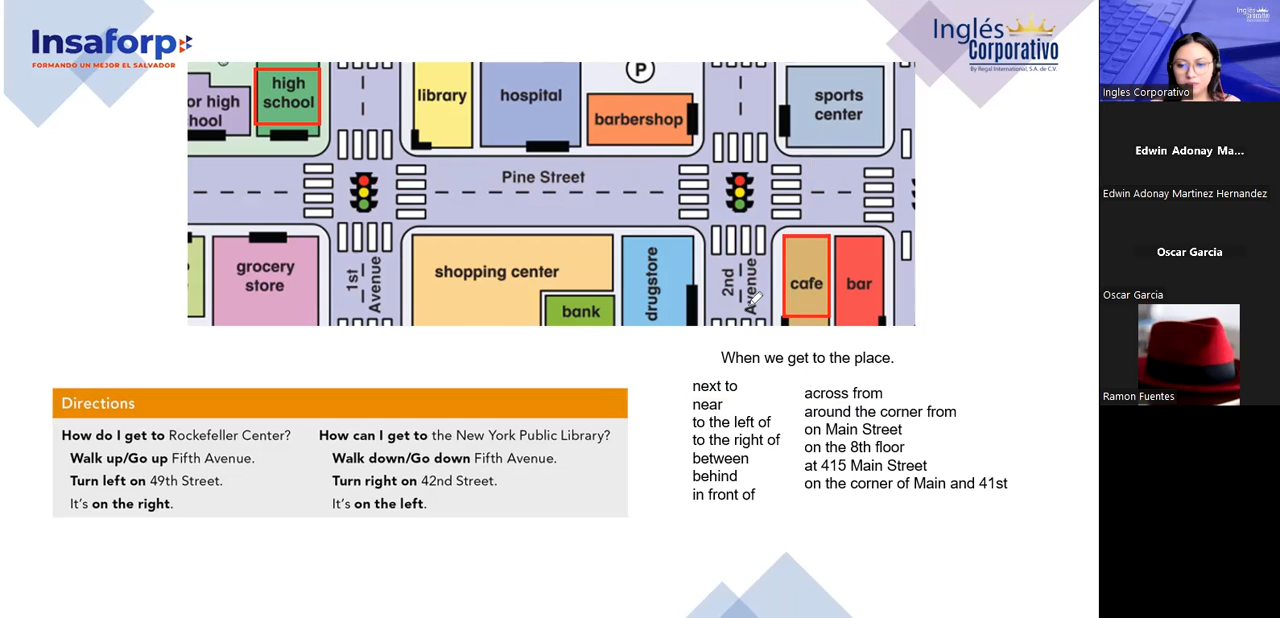 Insaforp
FORMANDO UN MEJOR EL SALVADOR
Inglés
Corporativo
By Regal International, S.A. de C.V.
or high
hool
high
school
library
hospital
P
barbershop
sports
center
Pine Street
grocery
store
1st
Avenue
shopping center
bank
drugstore
2nd
Avenue
cafe
bar
When we get to the place.
next to
near
to the left of
to the right of
between
behind
in front of
across from
around the corner from
on Main Street
on the 8th floor
at 415 Main Street
on the corner of Main and 41st
Directions
How do I get to Rockefeller Center?
Walk up/Go up Fifth Avenue.
Turn left on 49th Street.
It's on the right.
How can I get to the New York Public Library?
Walk down/Go down Fifth Avenue.
Turn right on 42nd Street.
It's on the left.
Ingles Corporativo
Edwin Adonay Ma...
Edwin Adonay Martinez Hernandez
Oscar Garcia
Oscar Garcia
Ramon Fuentes